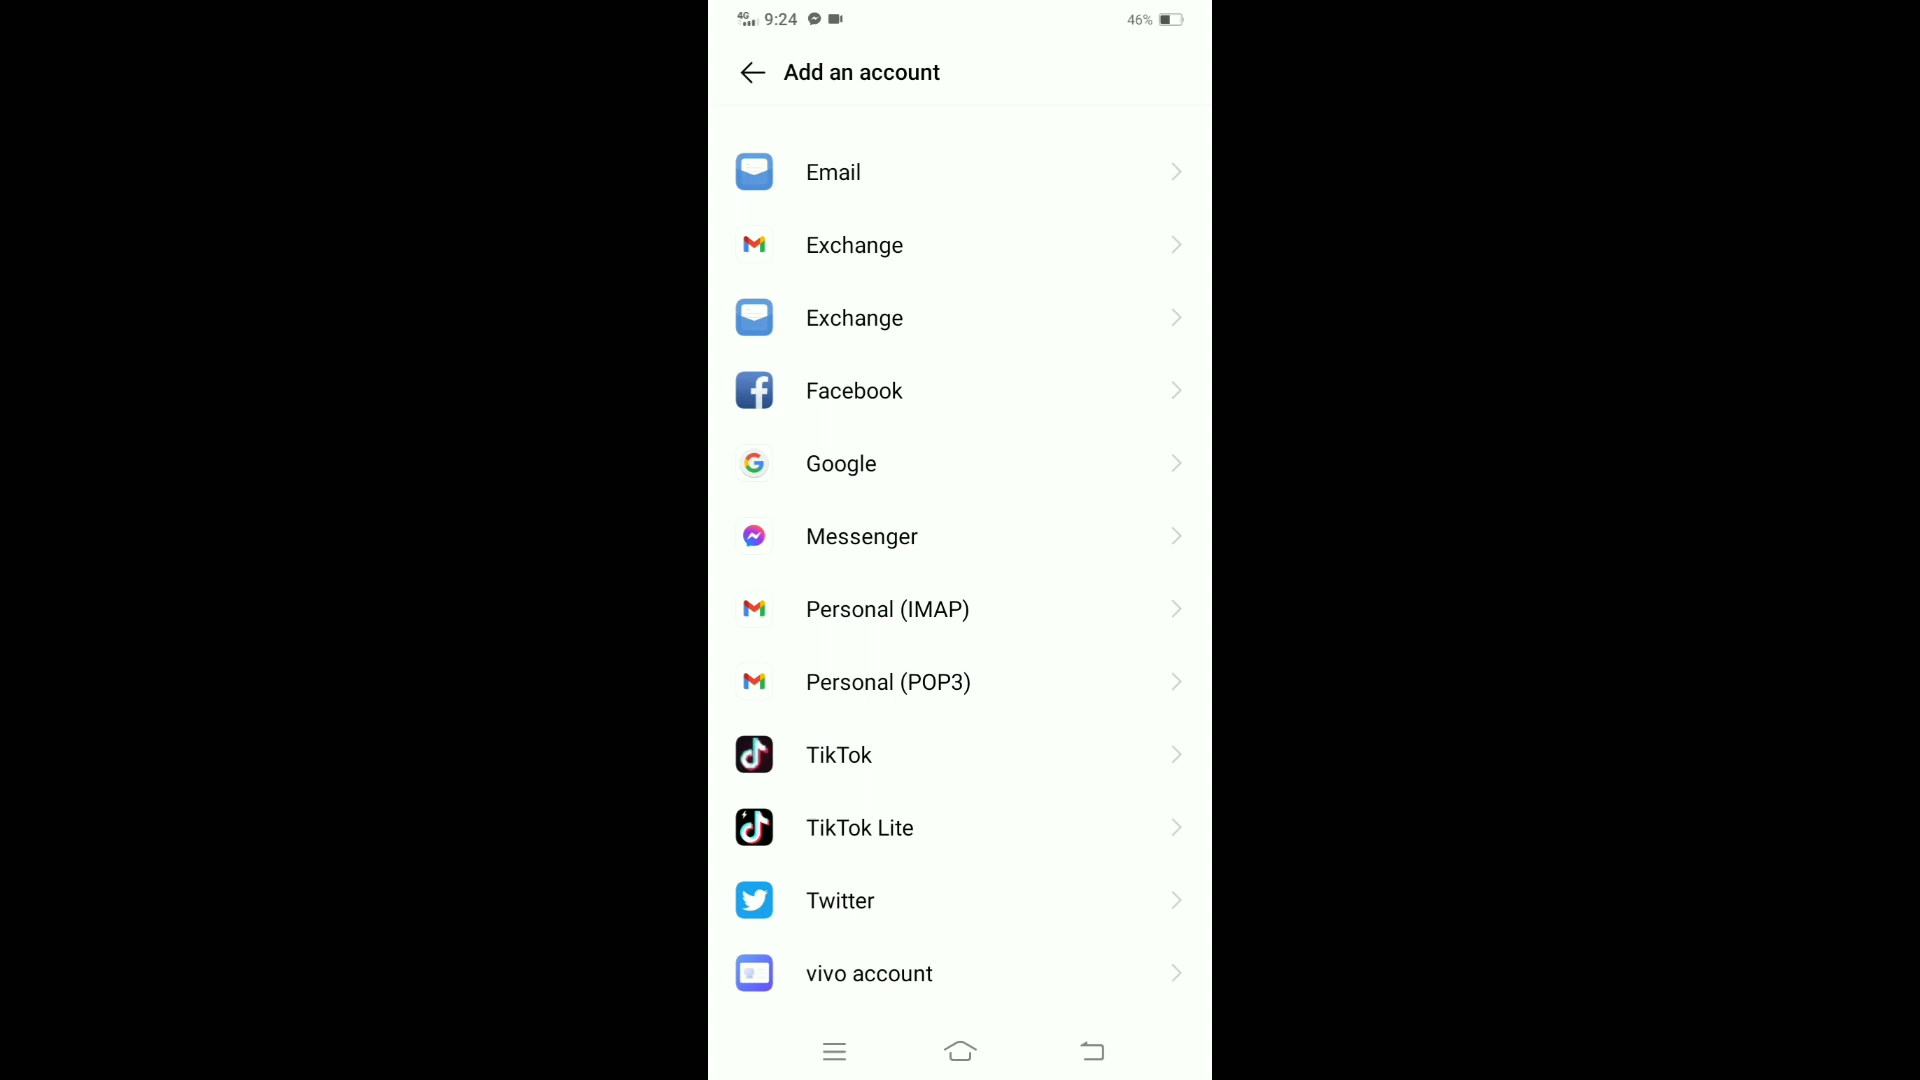 4G 9:24 46%
Add an account
Email
Exchange
Exchange
Facebook
Google
Messenger
Personal (IMAP)
Personal (POP3)
TikTok
TikTok Lite
Twitter
vivo account